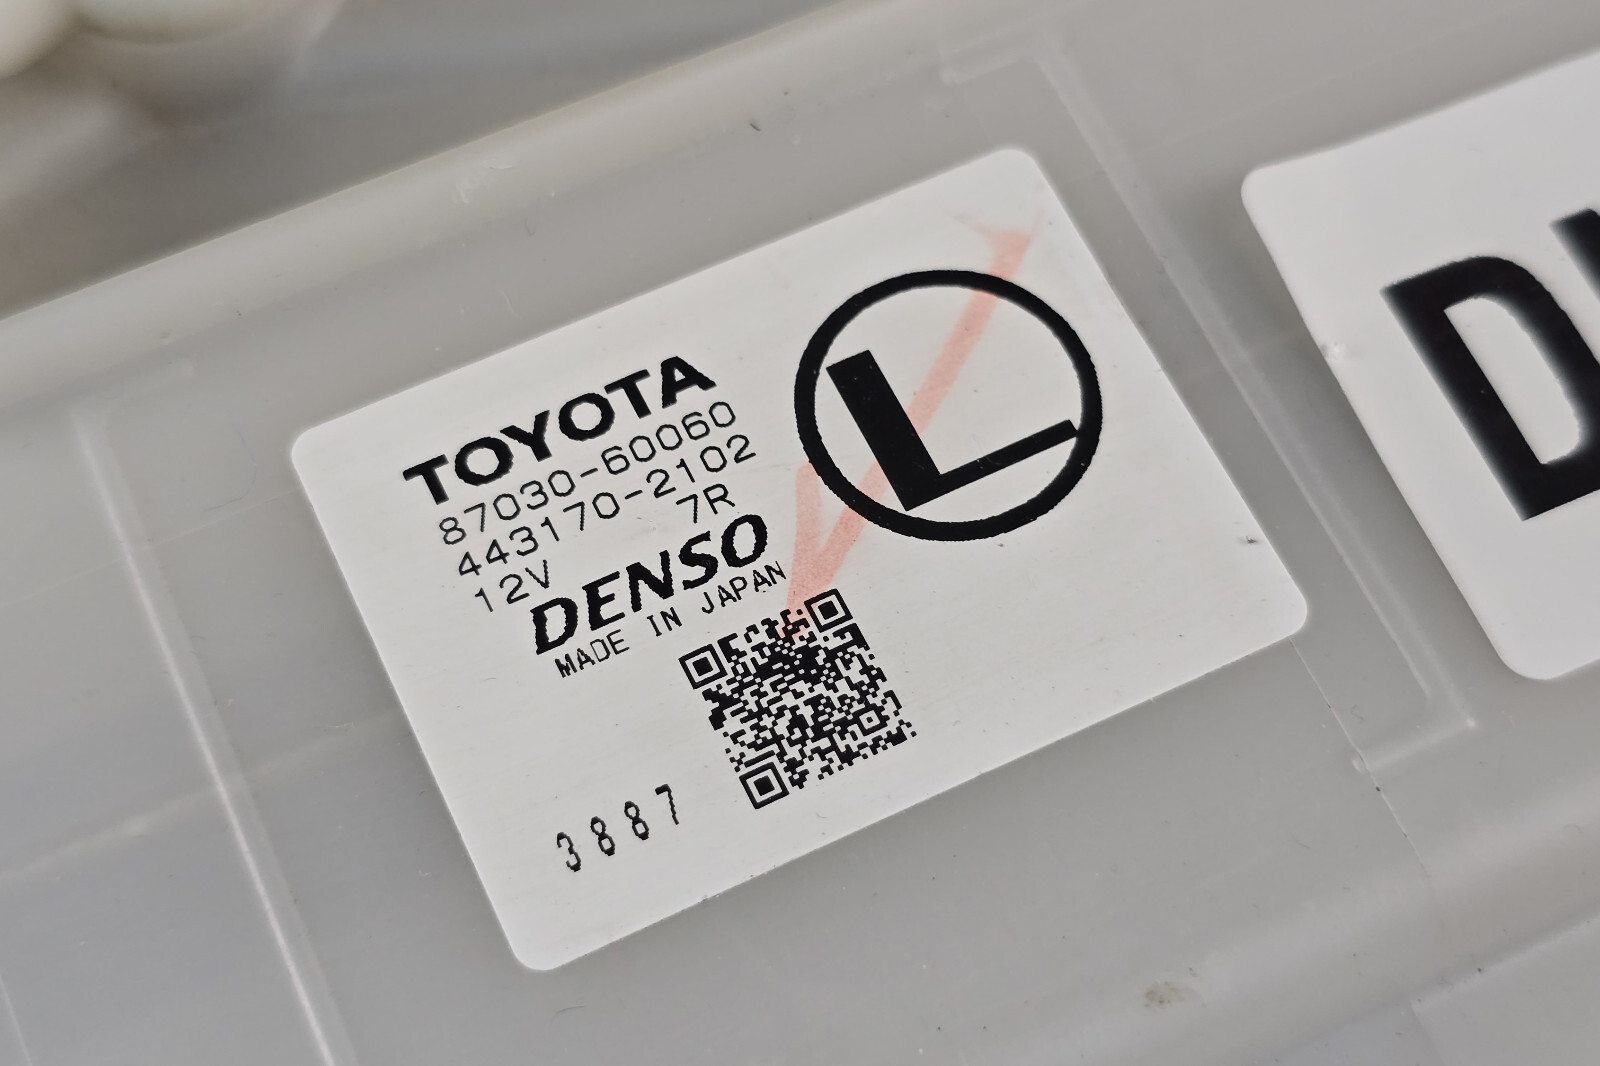 TOYOTA
87030-60060
443170-2102
12V 7R
DENSO
MADE IN JAPAN
L
3887